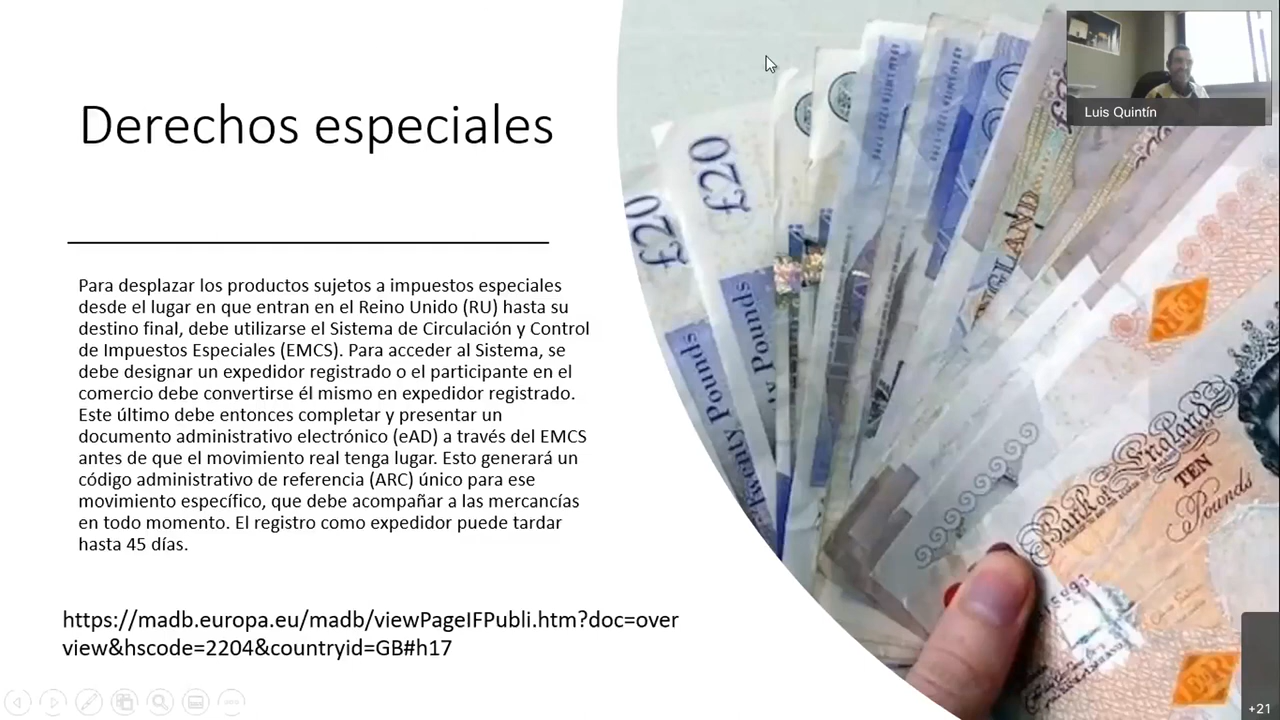 Derechos especiales
Para desplazar los productos sujetos a impuestos especiales
desde el lugar en que entran en el Reino Unido (RU) hasta su
destino final, debe utilizarse el Sistema de Circulación y Control
de Impuestos Especiales (EMCS). Para acceder al Sistema, se
debe designar un expedidor registrado o el participante en el
comercio debe convertirse él mismo en expedidor registrado.
Este último debe entonces completar y presentar un
documento administrativo electrónico (eAD) a través del EMCS
antes de que el movimiento real tenga lugar. Esto generará un
código administrativo de referencia (ARC) único para ese
movimiento específico, que debe acompañar a las mercancías
en todo momento. El registro como expedidor puede tardar
hasta 45 días.
https://madb.europa.eu/madb/viewPageIFPubli.htm?doc=over
view&hscode=2204&countryid=GB#h17
Luis Quintín
£20
£20
Twenty Pounds
y Pounds
NGLAND
Bank of England
TEN
Pounds
+21